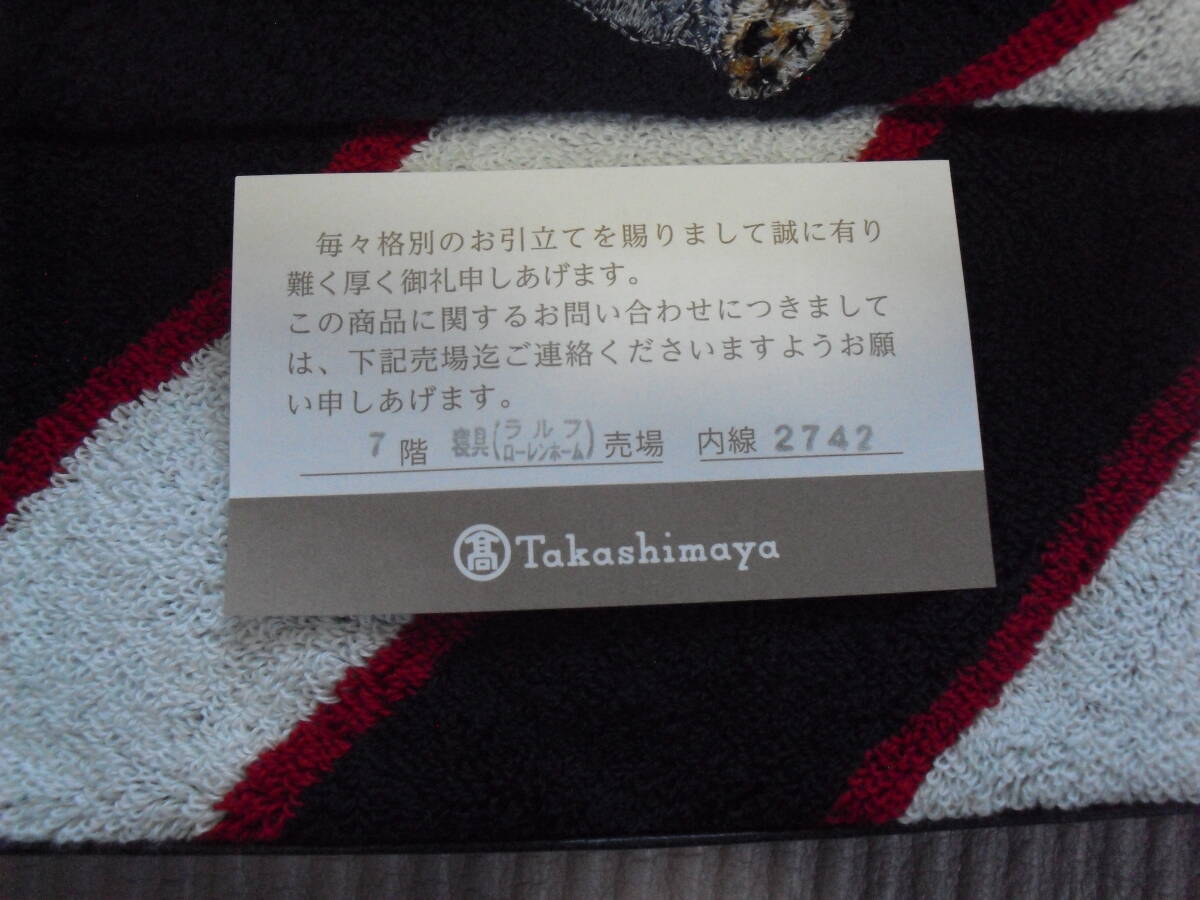 毎々格別のお引立てを賜りまして誠に有り
難く厚く御礼申しあげます。
この商品に関するお問い合わせにつきまして
は、下記売場迄ご連絡くださいますようお願
い申しあげます。
7階 寝具(ラルフローレンホーム)売場 内線2742
髙 Takashimaya